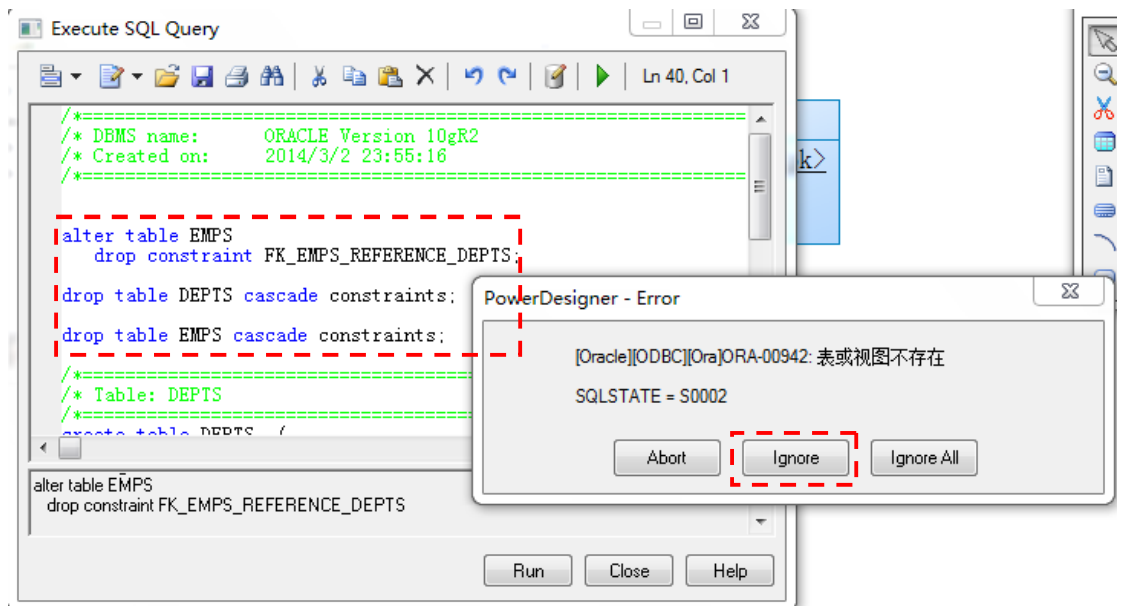 Execute SQL Query
Ln 40, Col 1
/*==================================================================
/* DBMS name:      ORACLE Version 10gR2
/* Created on:     2014/3/2 23:55:16
/*==================================================================
k>
alter table EMPS
   drop constraint FK_EMPS_REFERENCE_DEPTS;
drop table DEPTS cascade constraints;
drop table EMPS cascade constraints;
/*=======================================
/* Table: DEPTS
/*=======================================
create table DEPTS  (
PowerDesigner - Error
[Oracle][ODBC][Ora]ORA-00942: 表或视图不存在
SQLSTATE = S0002
Abort
Ignore
Ignore All
alter table EMPS
   drop constraint FK_EMPS_REFERENCE_DEPTS
Run
Close
Help